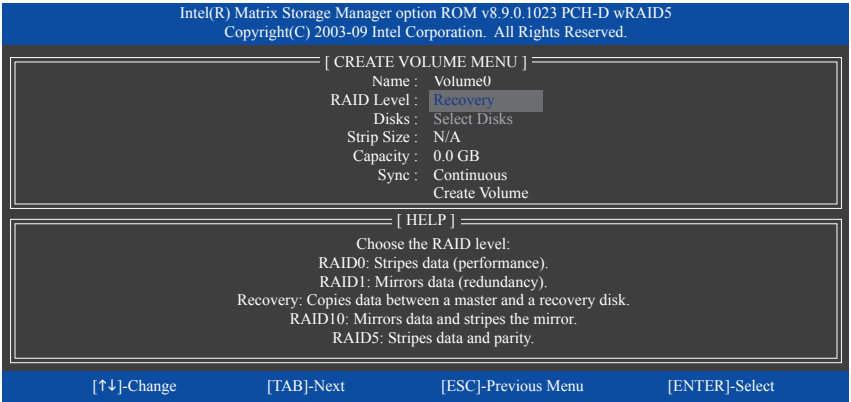 Intel(R) Matrix Storage Manager option ROM v8.9.0.1023 PCH-D wRAID5
Copyright(C) 2003-09 Intel Corporation. All Rights Reserved.
[ CREATE VOLUME MENU ]
Name : Volume0
RAID Level : Recovery
Disks : Select Disks
Strip Size : N/A
Capacity : 0.0 GB
Sync : Continuous
Create Volume
[ HELP ]
Choose the RAID level:
RAID0: Stripes data (performance).
RAID1: Mirrors data (redundancy).
Recovery: Copies data between a master and a recovery disk.
RAID10: Mirrors data and stripes the mirror.
RAID5: Stripes data and parity.
[↑↓]-Change [TAB]-Next [ESC]-Previous Menu [ENTER]-Select